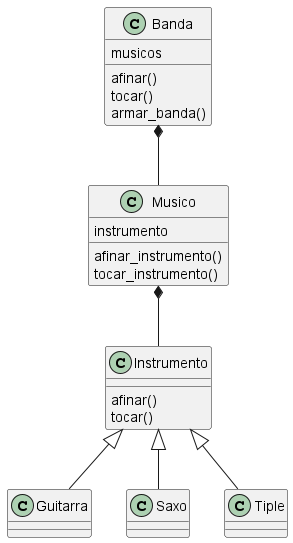 C Banda
musicos
afinar()
tocar()
armar_banda()
C Musico
instrumento
afinar_instrumento()
tocar_instrumento()
C Instrumento
afinar()
tocar()
C Guitarra
C Saxo
C Tiple